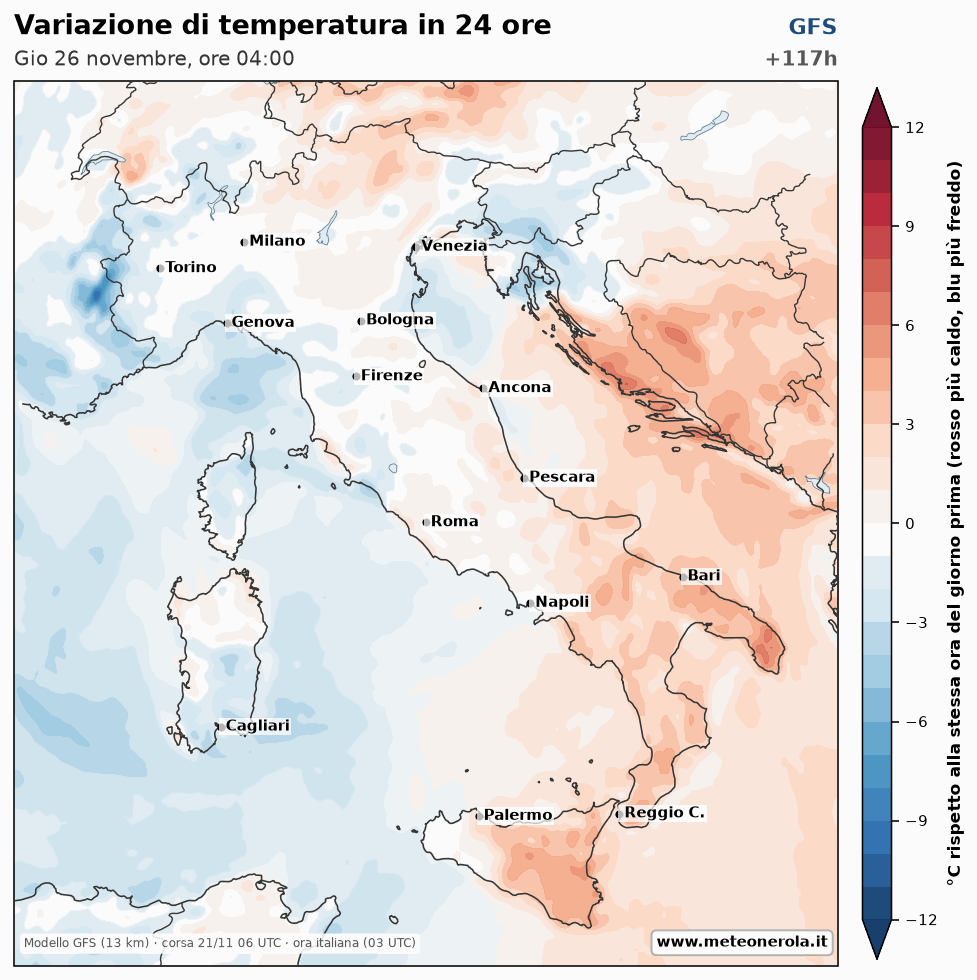 Variazione di temperatura in 24 ore
GFS
Gio 26 novembre, ore 04:00
+117h
Milano
Venezia
Torino
Genova
Bologna
Firenze
Ancona
Pescara
Roma
Bari
Napoli
Cagliari
Palermo
Reggio C.
12
9
6
3
0
−3
−6
−9
−12
°C rispetto alla stessa ora del giorno prima (rosso più caldo, blu più freddo)
Modello GFS (13 km) · corsa 21/11 06 UTC · ora italiana (03 UTC)
www.meteonerola.it